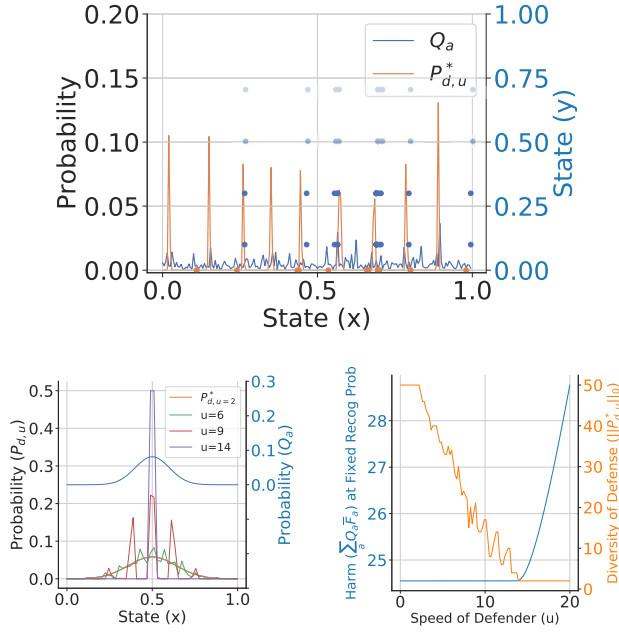 0.20
0.15
0.10
0.05
0.00
Probability
1.00
0.75
0.50
0.25
0.00
State (y)
Q_a
P*_{d,u}
0.0
0.5
1.0
State (x)
0.5
0.4
0.3
0.2
0.1
0.0
Probability (P_{d,u})
0.3
0.2
0.1
0.0
Probability (Q_a)
P*_{d,u=2}
u=6
u=9
u=14
0.0
0.5
1.0
State (x)
28
27
26
25
Harm (∑_a Q_a F̅_a) at Fixed Recog Prob
50
40
30
20
10
0
Diversity of Defense (||P*_{d,u}||_0)
0
10
20
Speed of Defender (u)